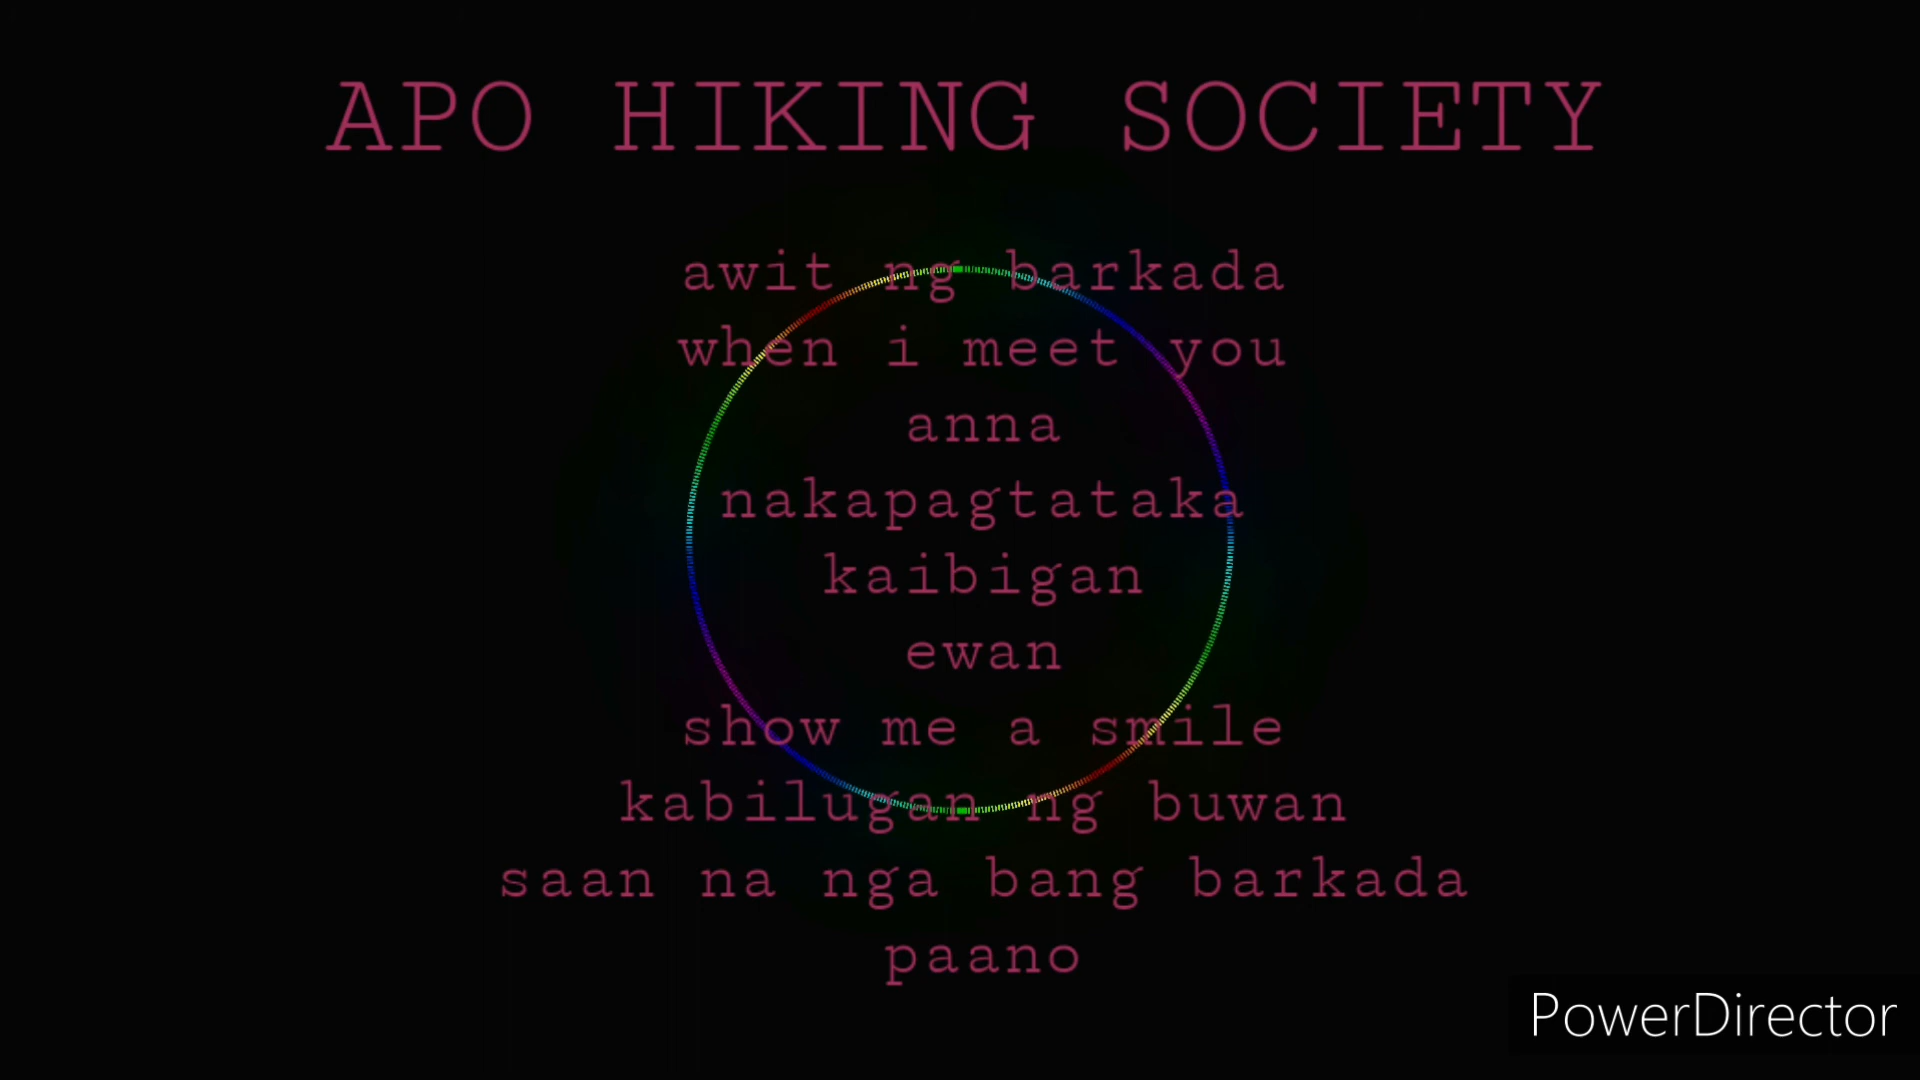 APO HIKING SOCIETY
awit ng barkada
when i meet you
anna
nakapagtataka
kaibigan
ewan
show me a smile
kabilugan ng buwan
saan na nga bang barkada
paano
PowerDirector